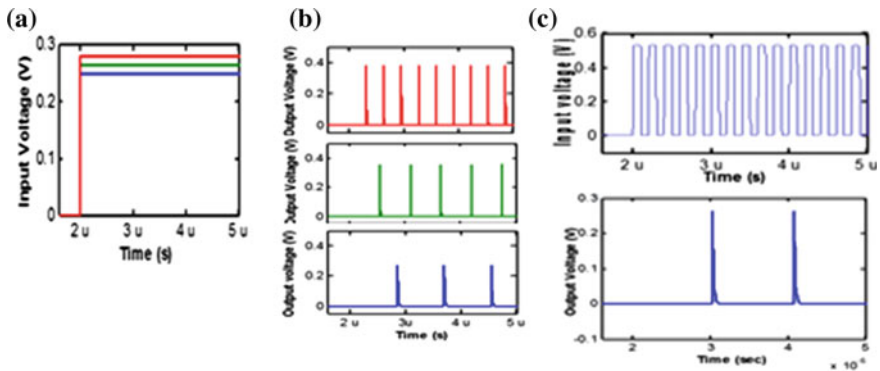 (a)
Input Voltage (V)
0.3
0.2
0.1
0
2 u 3 u 4 u 5 u
Time (s)
(b)
Output Voltage (V)
0.4
0.2
0
Output Voltage (V)
0.4
0.2
0
Output voltage (V)
0.4
0.2
0
2 u 3u 4 u 5 u
Time (s)
(c)
Input voltage (V)
0.6
0.4
0.2
0
2 u 3 u 4 u 5 u
Time (s)
Output Voltage (V)
0.3
0.2
0.1
0
-0.1
2 3 4 5
Time (sec)